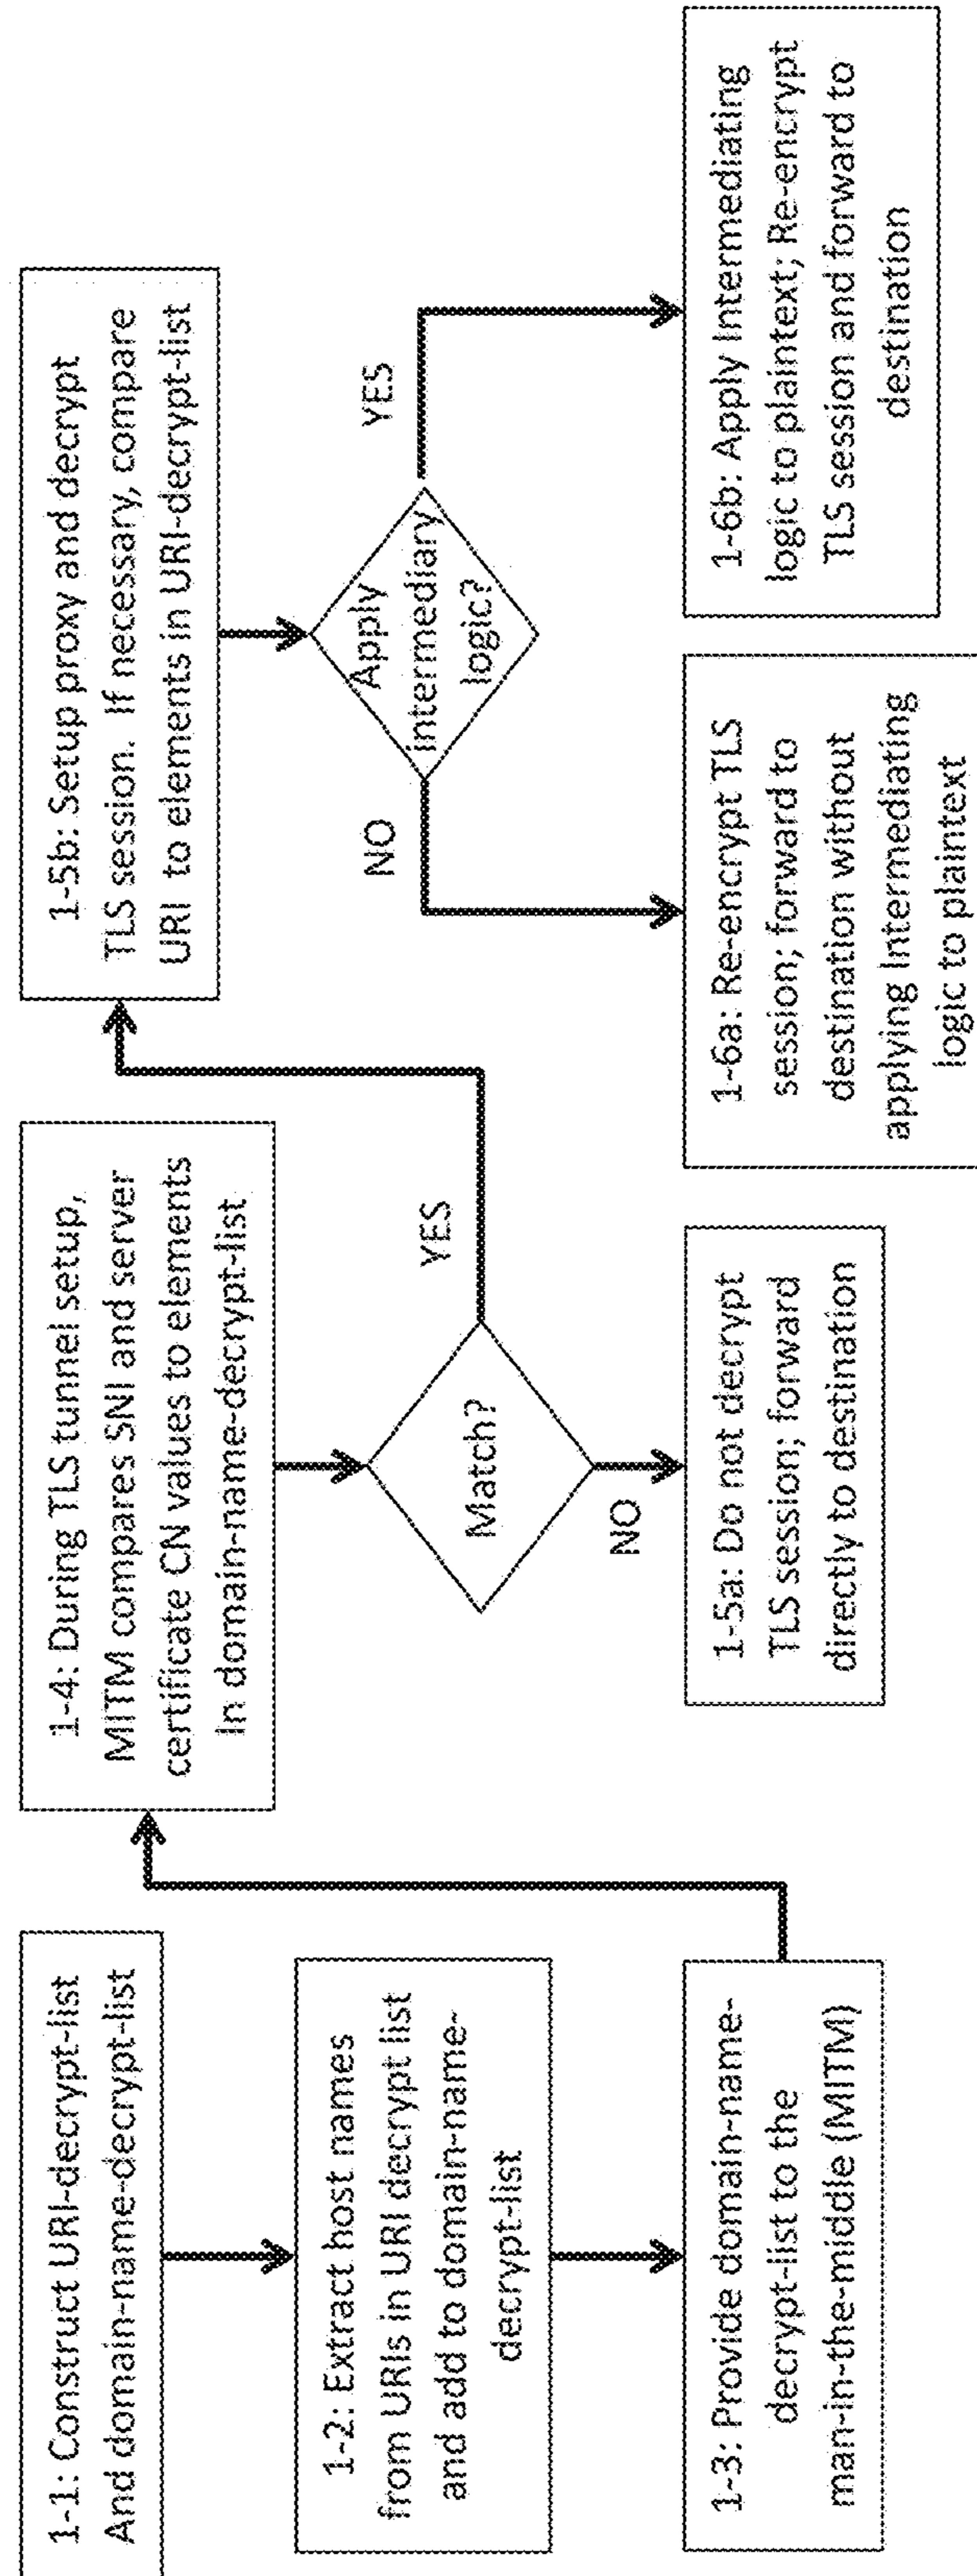 1-1: Construct URI-decrypt-list
And domain-name-decrypt-list
1-2: Extract host names
from URIs in URI decrypt list
and add to domain-name-
decrypt-list
1-3: Provide domain-name-
decrypt-list to the
man-in-the-middle (MITM)
1-4: During TLS tunnel setup,
MITM compares SNI and server
certificate CN values to elements
In domain-name-decrypt-list
Match?
YES
NO
1-5a: Do not decrypt
TLS session; forward
directly to destination
1-5b: Setup proxy and decrypt
TLS session. If necessary, compare
URI to elements in URI-decrypt-list
Apply
intermediary
logic?
NO
YES
1-6a: Re-encrypt TLS
session; forward to
destination without
applying Intermediating
logic to plaintext
1-6b: Apply Intermediating
logic to plaintext; Re-encrypt
TLS session and forward to
destination